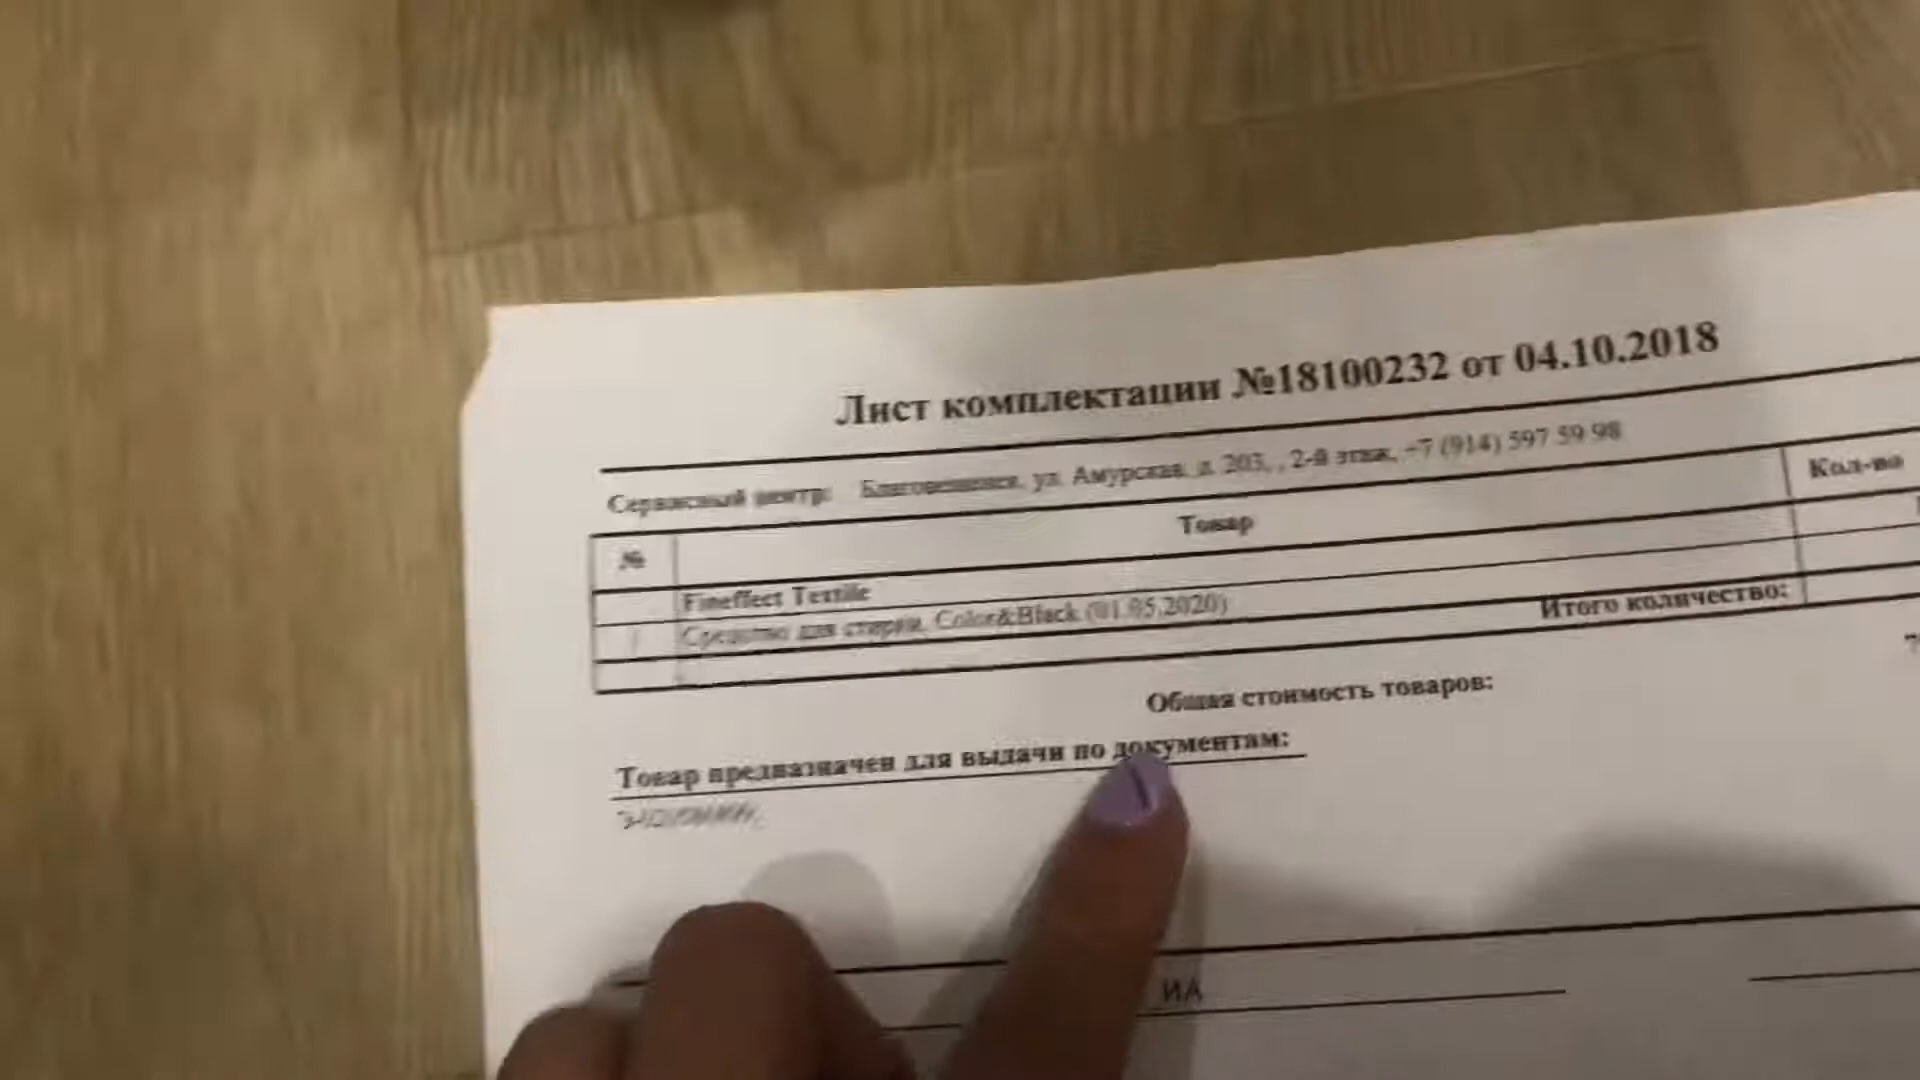 Лист комплектации №18100232 от 04.10.2018
Сервисный центр: Благовещенск, ул. Амурская, д. 203, , 2-й этаж, +7 (914) 597 59 98
№ Товар Кол-во
Fineffect Textile
1 Средство для стирки, Color&Black (01.05.2020)
Итого количество:
Общая стоимость товаров:
Товар предназначен для выдачи по документам:
ИА